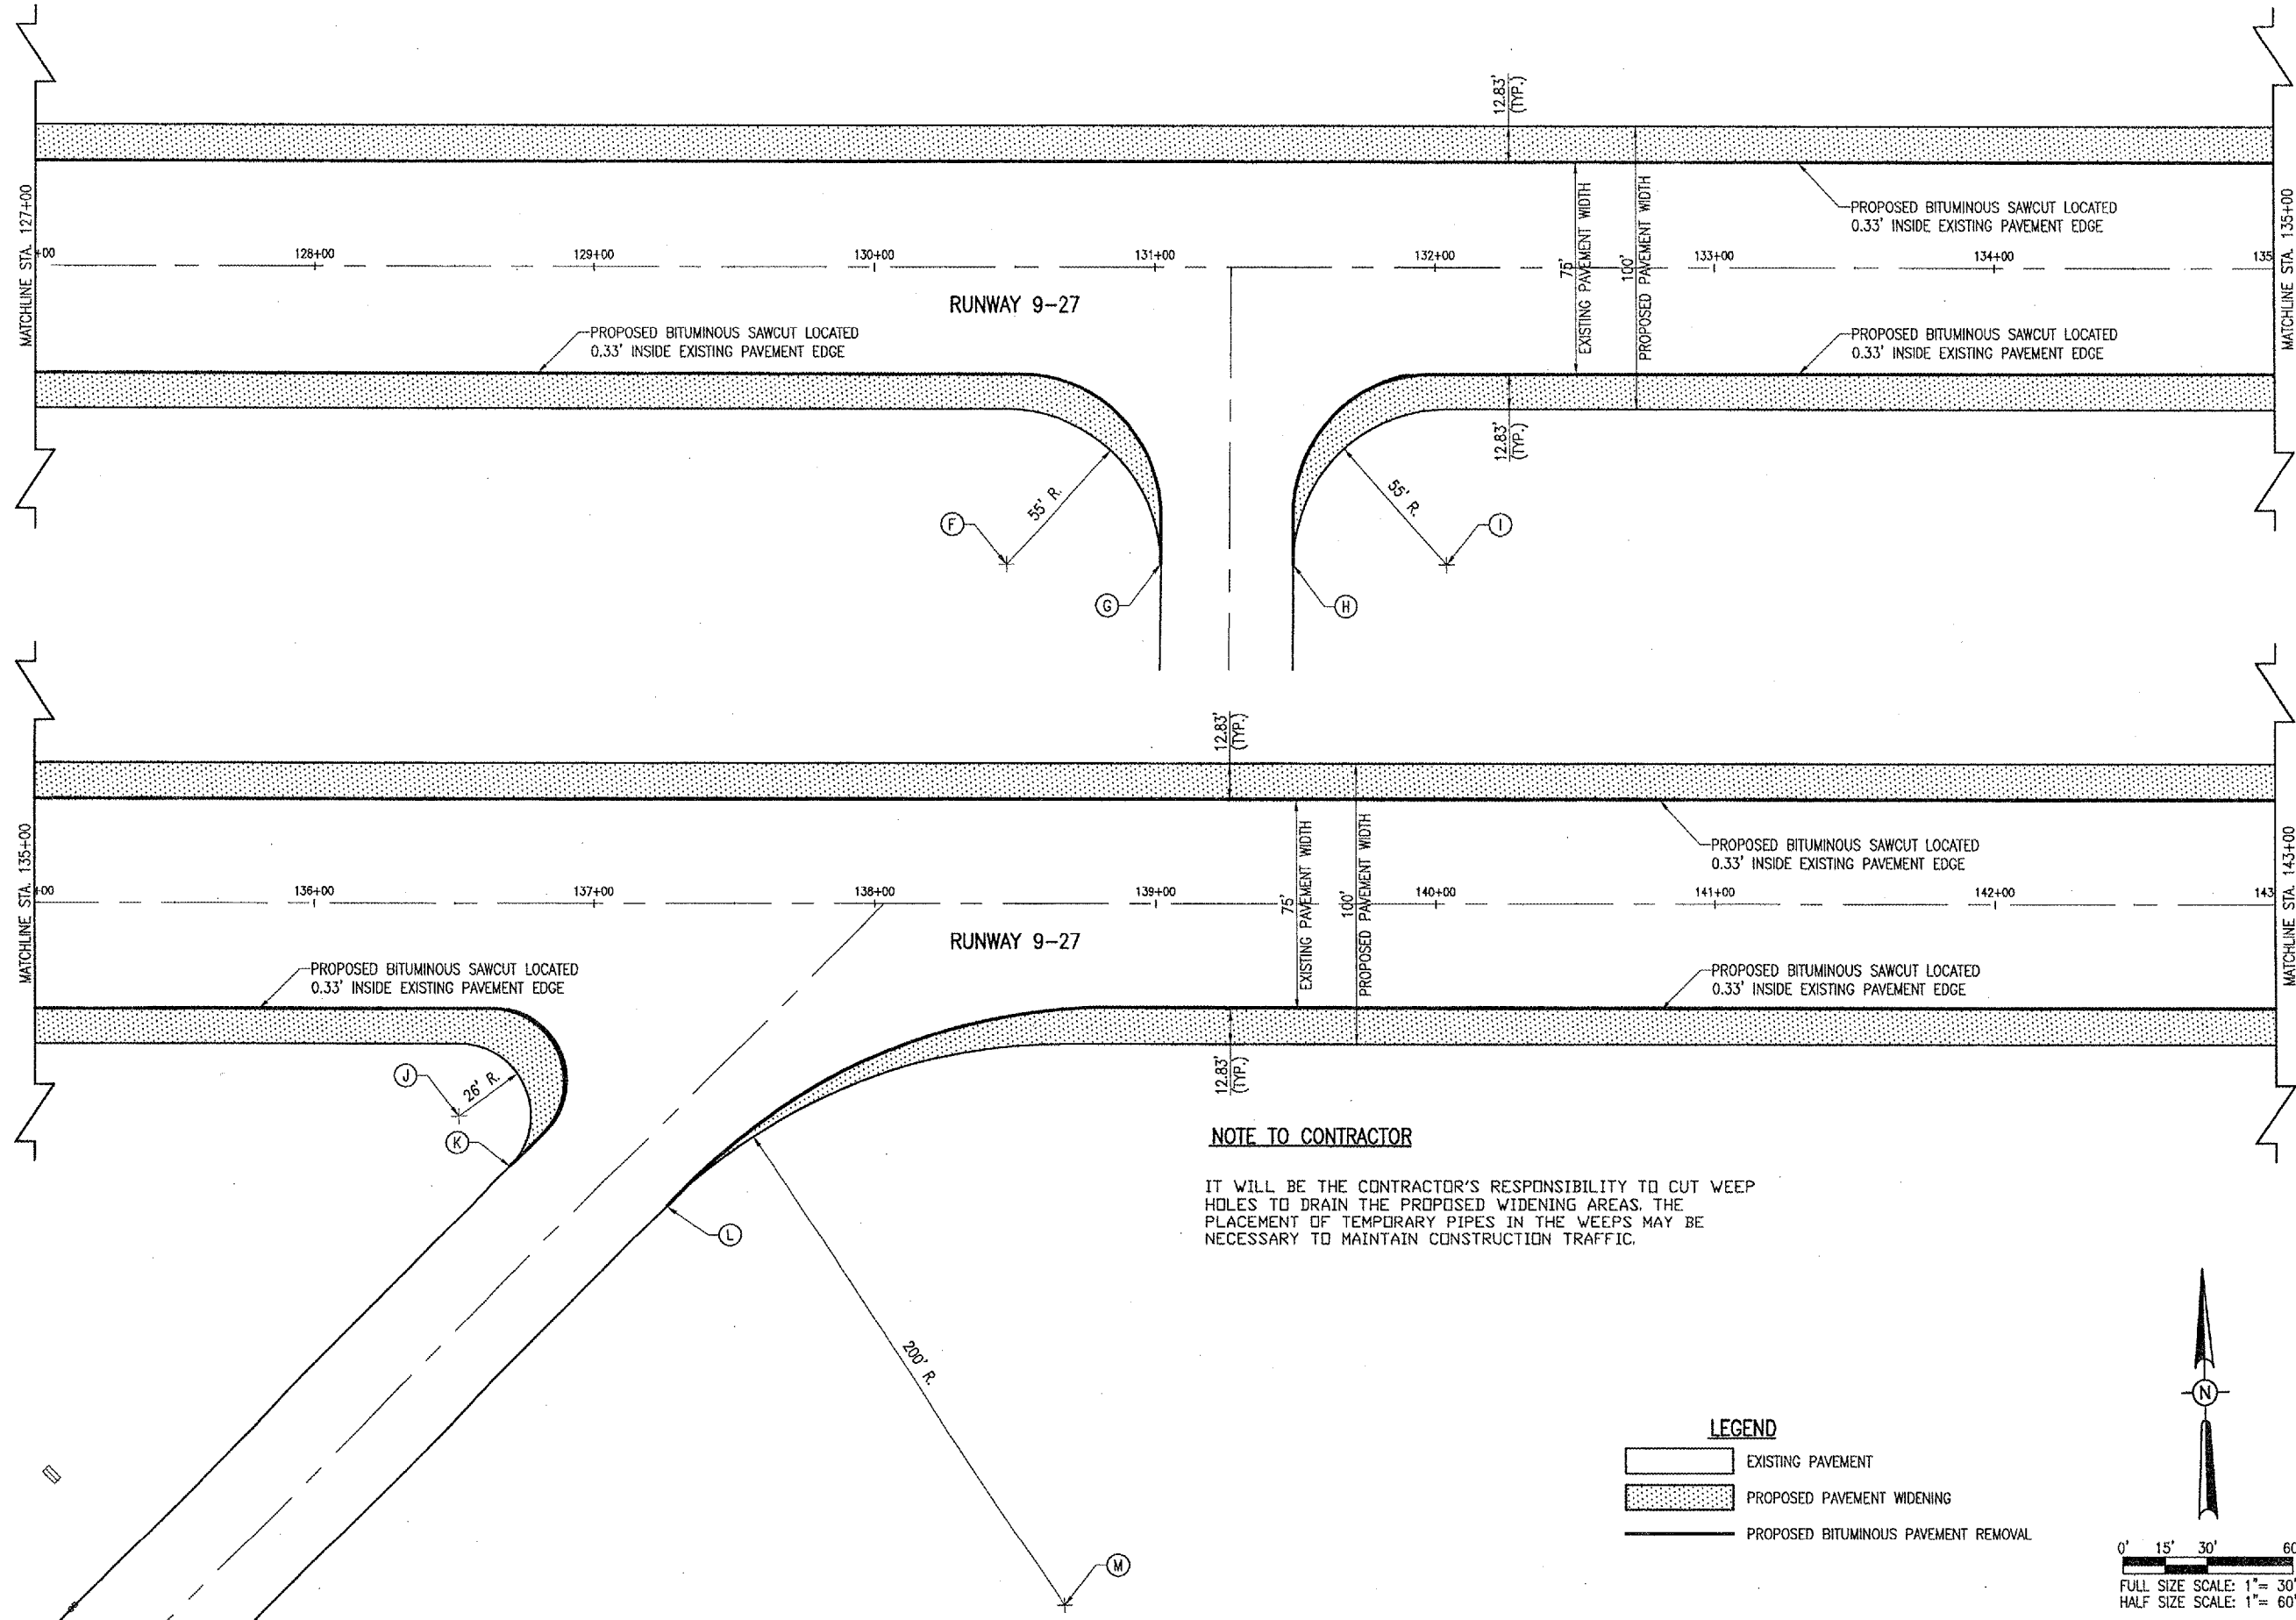 12.83'
(TYP.)
MATCHLINE STA. 127+00
+00
128+00
129+00
130+00
131+00
132+00
133+00
134+00
135
MATCHLINE STA. 135+00
PROPOSED BITUMINOUS SAWCUT LOCATED
0.33' INSIDE EXISTING PAVEMENT EDGE
75'
EXISTING PAVEMENT WIDTH
100'
PROPOSED PAVEMENT WIDTH
RUNWAY 9-27
PROPOSED BITUMINOUS SAWCUT LOCATED
0.33' INSIDE EXISTING PAVEMENT EDGE
PROPOSED BITUMINOUS SAWCUT LOCATED
0.33' INSIDE EXISTING PAVEMENT EDGE
12.83'
(TYP.)
55' R.
55' R.
F
I
G
H
12.83'
(TYP.)
MATCHLINE STA. 135+00
+00
136+00
137+00
138+00
139+00
140+00
141+00
142+00
143
MATCHLINE STA. 143+00
PROPOSED BITUMINOUS SAWCUT LOCATED
0.33' INSIDE EXISTING PAVEMENT EDGE
75'
EXISTING PAVEMENT WIDTH
100'
PROPOSED PAVEMENT WIDTH
RUNWAY 9-27
PROPOSED BITUMINOUS SAWCUT LOCATED
0.33' INSIDE EXISTING PAVEMENT EDGE
PROPOSED BITUMINOUS SAWCUT LOCATED
0.33' INSIDE EXISTING PAVEMENT EDGE
12.83'
(TYP.)
J
26' R.
K
L
200' R.
M
NOTE TO CONTRACTOR
IT WILL BE THE CONTRACTOR'S RESPONSIBILITY TO CUT WEEP
HOLES TO DRAIN THE PROPOSED WIDENING AREAS. THE
PLACEMENT OF TEMPORARY PIPES IN THE WEEPS MAY BE
NECESSARY TO MAINTAIN CONSTRUCTION TRAFFIC.
N
LEGEND
EXISTING PAVEMENT
PROPOSED PAVEMENT WIDENING
PROPOSED BITUMINOUS PAVEMENT REMOVAL
0' 15' 30' 60
FULL SIZE SCALE: 1"= 30'
HALF SIZE SCALE: 1"= 60'